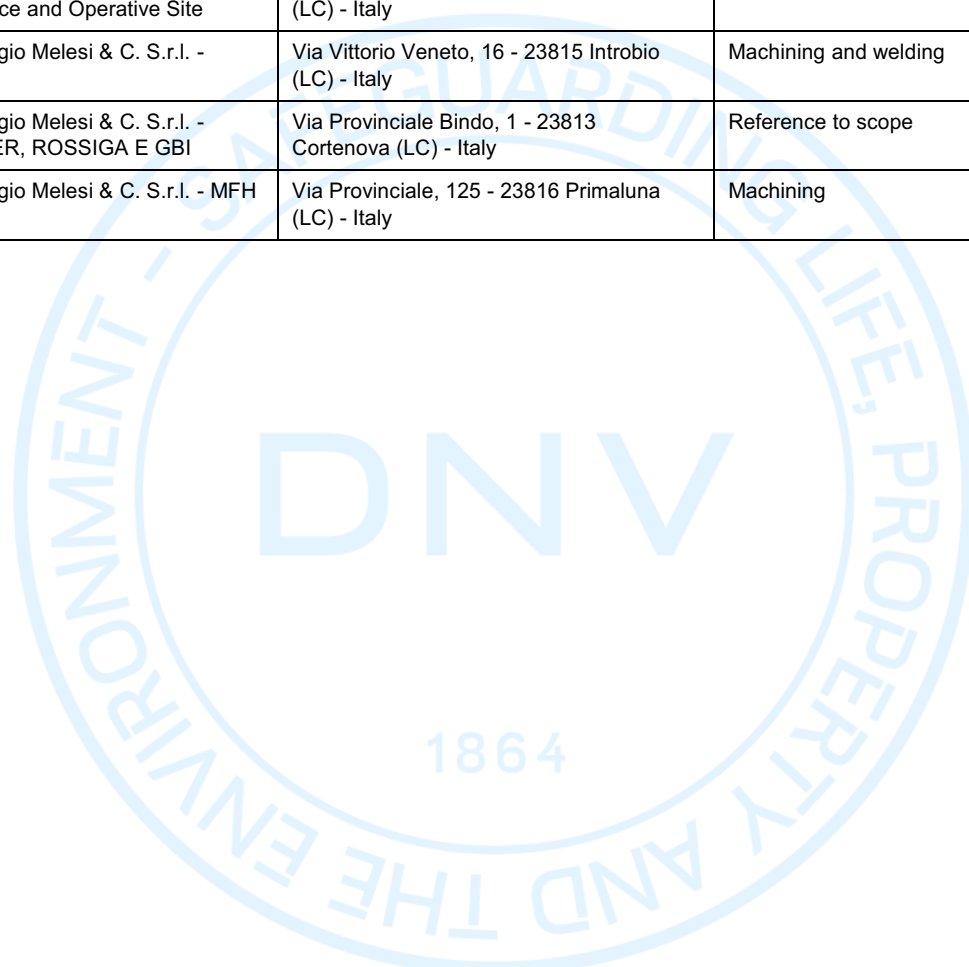 ce and Operative Site
(LC) - Italy
gio Melesi & C. S.r.l. -
Via Vittorio Veneto, 16 - 23815 Introbio
(LC) - Italy
Machining and welding
gio Melesi & C. S.r.l. -
ER, ROSSIGA E GBI
Via Provinciale Bindo, 1 - 23813
Cortenova (LC) - Italy
Reference to scope
gio Melesi & C. S.r.l. - MFH
Via Provinciale, 125 - 23816 Primaluna
(LC) - Italy
Machining
SAFEGUARDING LIFE, PROPERTY AND THE ENVIRONMENT -
DNV
1864